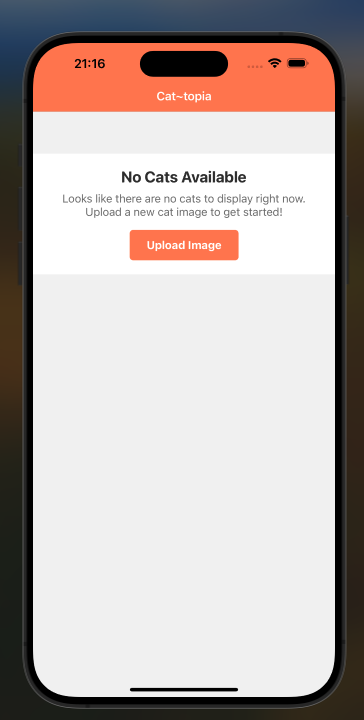 21:16
Cat~topia
No Cats Available
Looks like there are no cats to display right now.
Upload a new cat image to get started!
Upload Image